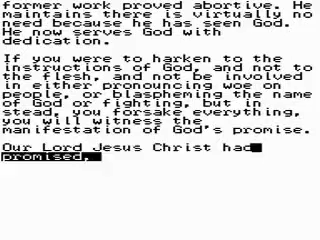 former work proved abortive. He
maintains there is virtually no
need because he has seen God.
He now serves God with
dedication.
If you were to harken to the
instructions of God, and not to
the flesh, and not be involved
in either pronouncing woe on
people, or blaspheming the name
of God or fighting, but in
stead, you forsake everything,
you will witness the
manifestation of God's promise.
Our Lord Jesus Christ had
promised,